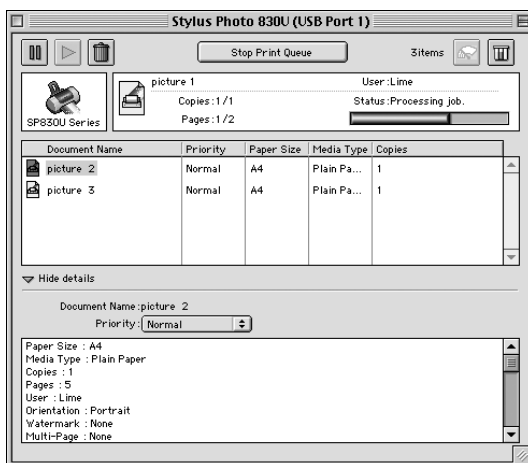 Stylus Photo 830U (USB Port 1)
Stop Print Queue
3items
SP830U Series
picture 1
User :Lime
Copies :1/1
Status :Processing job.
Pages :1/2
Document Name Priority Paper Size Media Type Copies
picture 2 Normal A4 Plain Pa... 1
picture 3 Normal A4 Plain Pa... 1
Hide details
Document Name :picture 2
Priority : Normal
Paper Size : A4
Media Type : Plain Paper
Copies : 1
Pages : 5
User : Lime
Orientation : Portrait
Watermark : None
Multi-Page : None